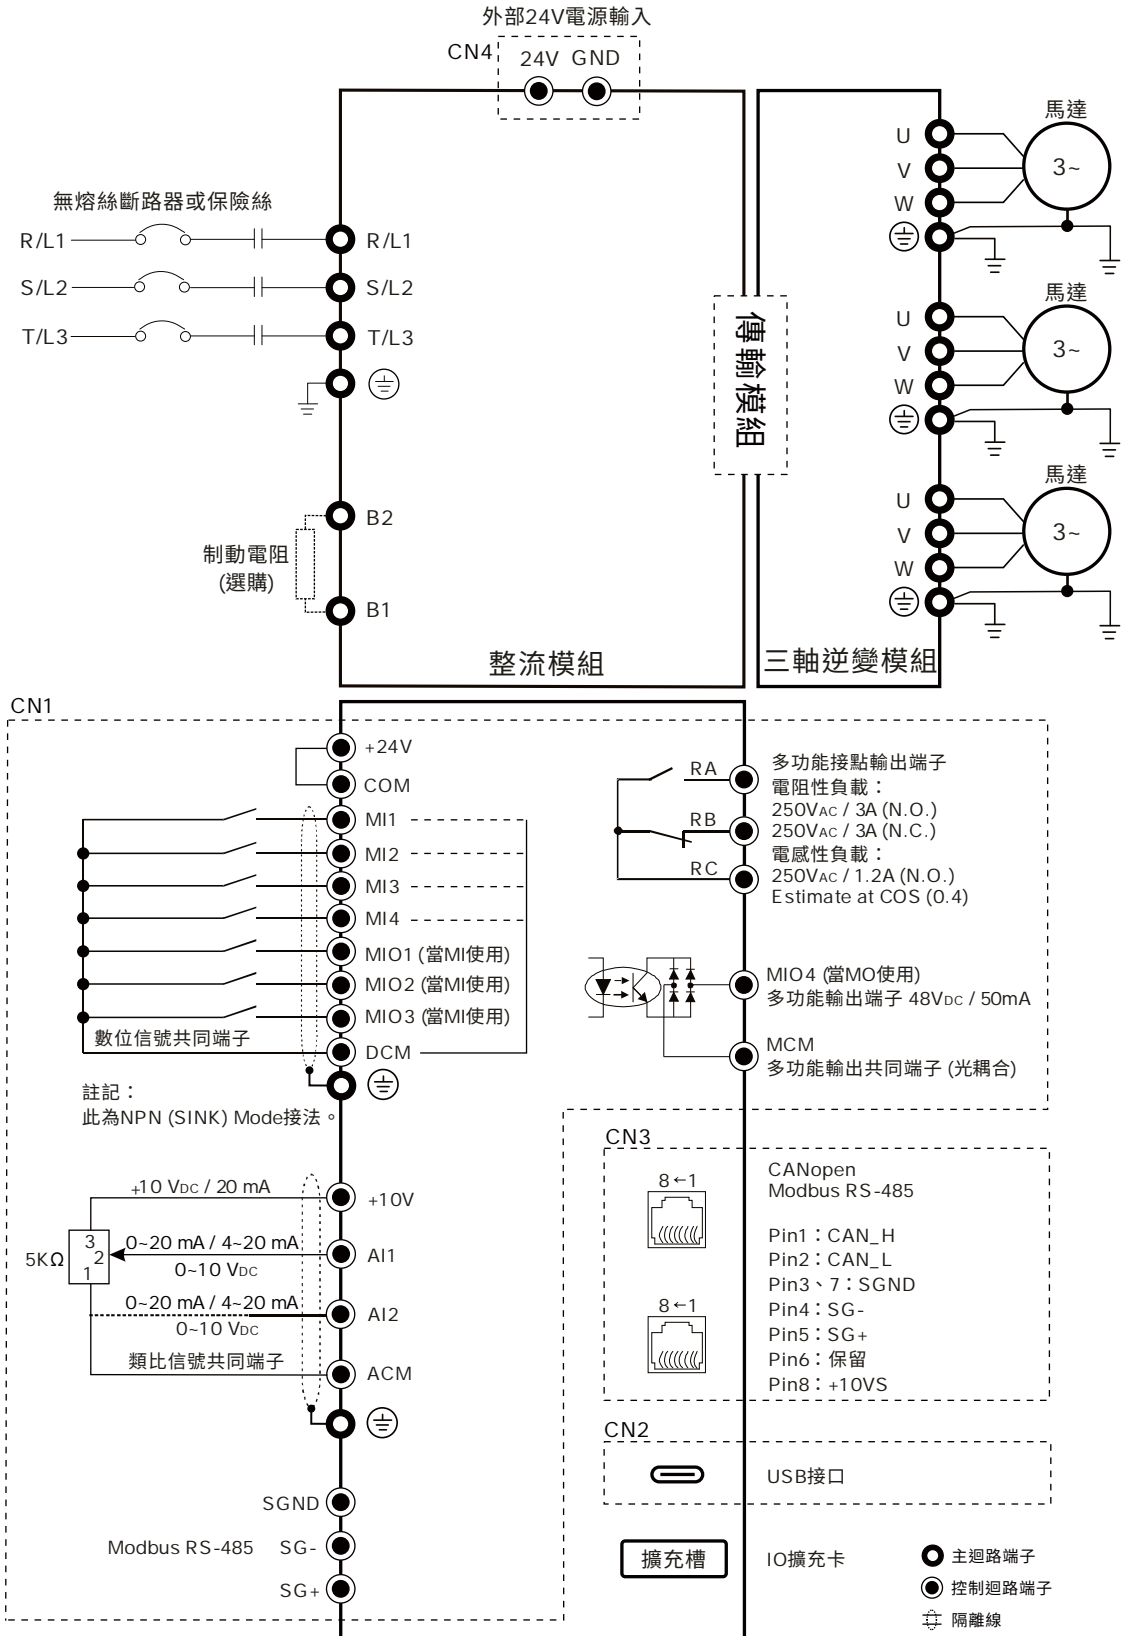 外部24V電源輸入
CN4
24V GND
無熔絲斷路器或保險絲
R/L1
R/L1
S/L2
S/L2
T/L3
T/L3
B2
制動電阻
(選購)
B1
整流模組
傳輸模組
馬達
U
V
W
3~
馬達
U
V
W
3~
馬達
U
V
W
3~
三軸逆變模組
CN1
+24V
COM
MI1
MI2
MI3
MI4
MIO1 (當MI使用)
MIO2 (當MI使用)
MIO3 (當MI使用)
數位信號共同端子
DCM
註記：
此為NPN (SINK) Mode接法。
+10 VDC / 20 mA
+10V
5KΩ
3
2
1
0~20 mA / 4~20 mA
0~10 VDC
AI1
0~20 mA / 4~20 mA
0~10 VDC
AI2
類比信號共同端子
ACM
SGND
Modbus RS-485
SG-
SG+
RA
RB
RC
多功能接點輸出端子
電阻性負載：
250VAC / 3A (N.O.)
250VAC / 3A (N.C.)
電感性負載：
250VAC / 1.2A (N.O.)
Estimate at COS (0.4)
MIO4 (當MO使用)
多功能輸出端子 48VDC / 50mA
MCM
多功能輸出共同端子 (光耦合)
CN3
8←1
8←1
CANopen
Modbus RS-485
Pin1：CAN_H
Pin2：CAN_L
Pin3、7：SGND
Pin4：SG-
Pin5：SG+
Pin6：保留
Pin8：+10VS
CN2
USB接口
擴充槽
IO擴充卡
主迴路端子
控制迴路端子
隔離線